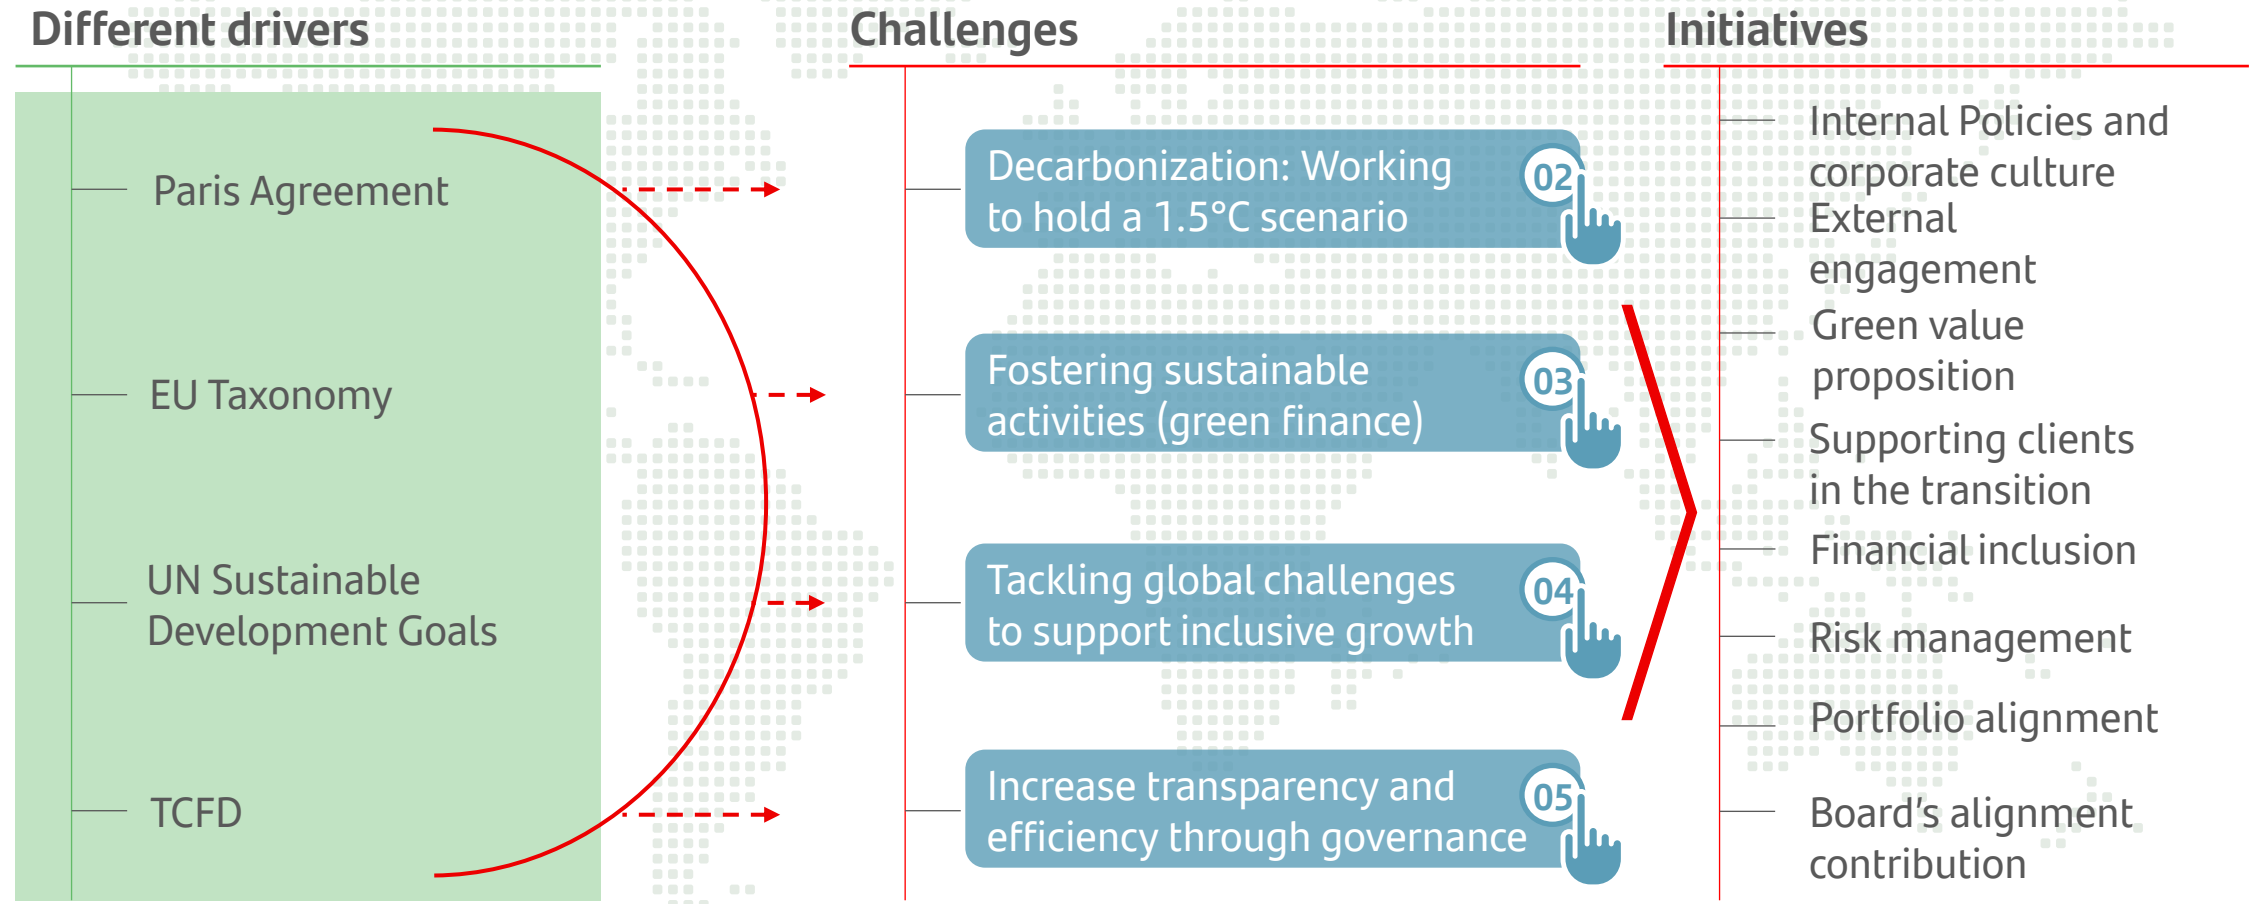 Different drivers
Paris Agreement
EU Taxonomy
UN Sustainable
Development Goals
TCFD
Challenges
Decarbonization: Working
to hold a 1.5°C scenario
02
Fostering sustainable
activities (green finance)
03
Tackling global challenges
to support inclusive growth
04
Increase transparency and
efficiency through governance
05
Initiatives
Internal Policies and
corporate culture
External
engagement
Green value
proposition
Supporting clients
in the transition
Financial inclusion
Risk management
Portfolio alignment
Board's alignment
contribution